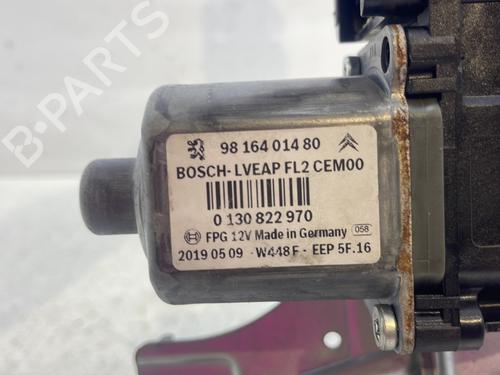 98 164 014 80
BOSCH-LVEAP FL2 CEM00
0 130 822 970
FPG 12V Made in Germany 058
2019 05 09 - W448F - EEP 5F.16
B-PARTS